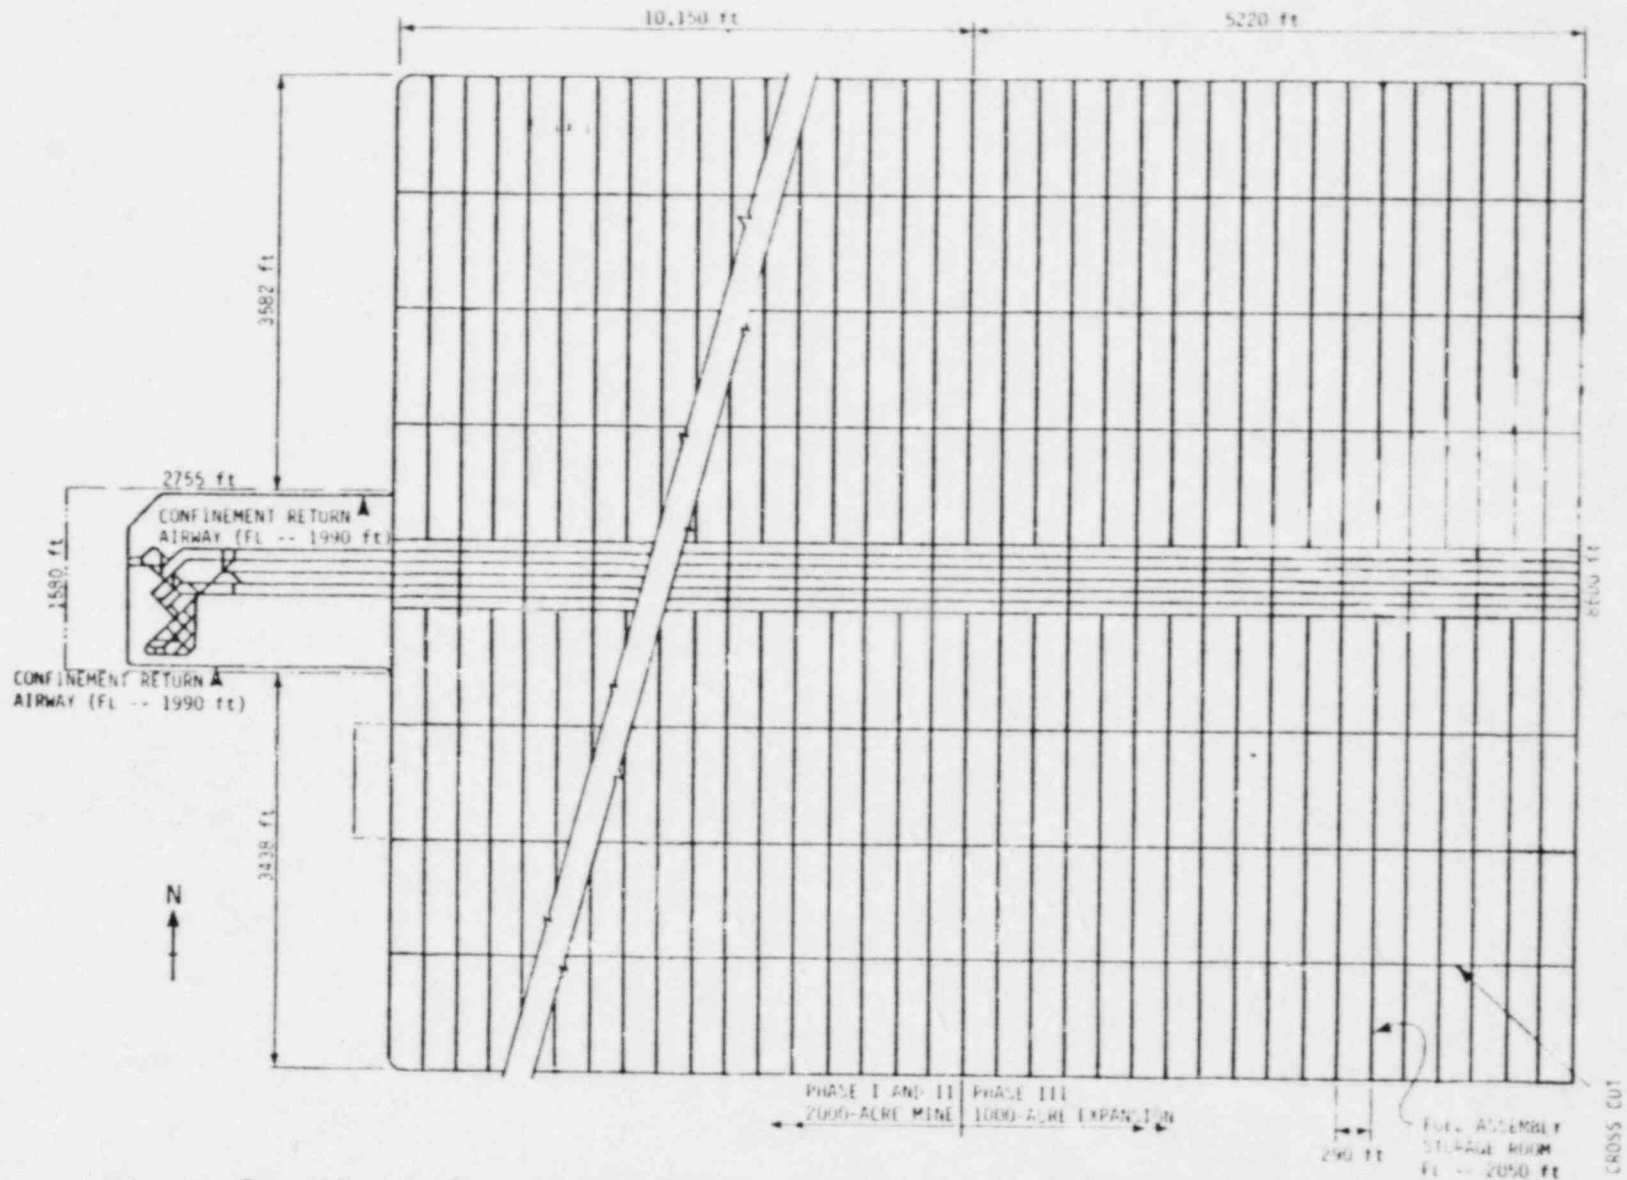 10,150 ft
5220 ft
3582 ft
2755 ft
CONFINEMENT RETURN
AIRWAY (FL -- 1990 ft)
1580 ft
8600 ft
CONFINEMENT RETURN
AIRWAY (FL -- 1990 ft)
3438 ft
N
PHASE I AND II
2000-ACRE MINE
PHASE III
1000-ACRE EXPANSION
290 ft
FUEL ASSEMBLY
STORAGE ROOM
FL -- 2050 ft
CROSS CUT